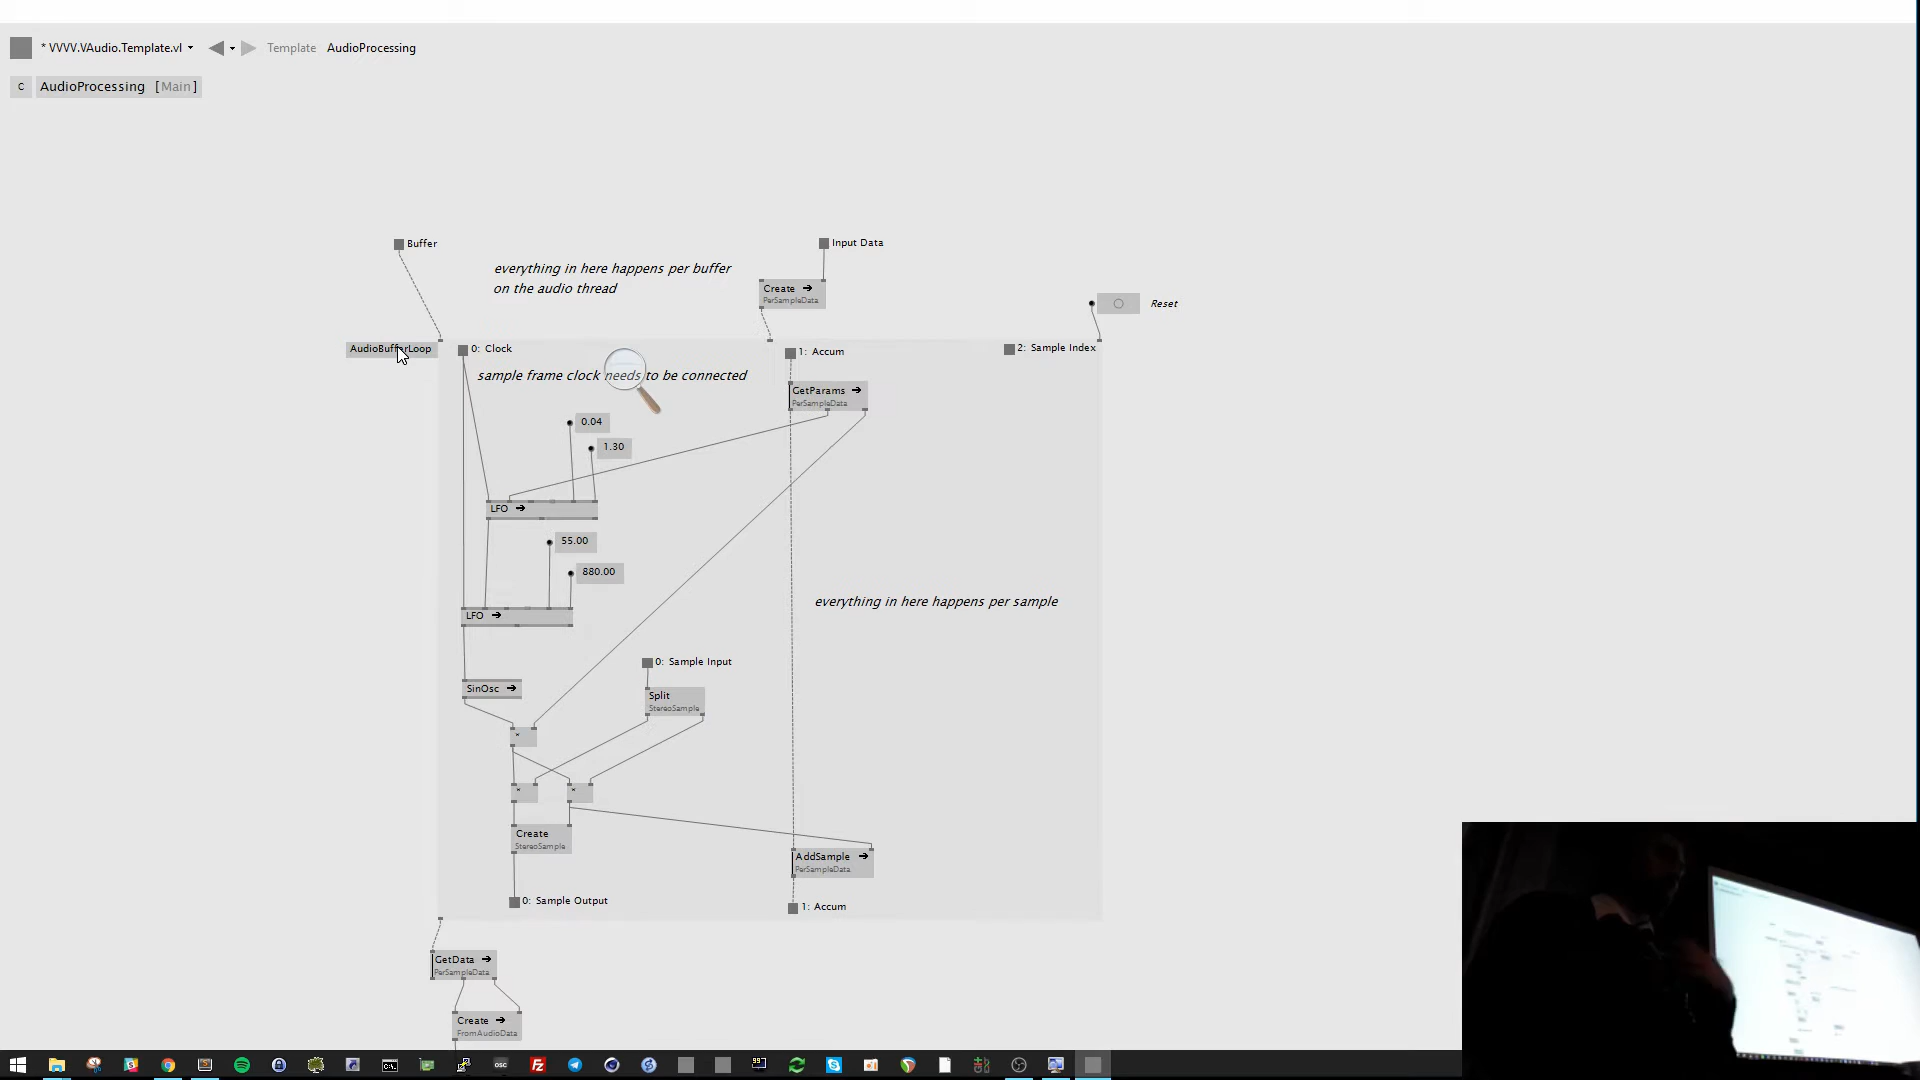 * VVVV.VAudio.Template.vl
Template
AudioProcessing
C
AudioProcessing [Main]
Buffer
Input Data
everything in here happens per buffer
on the audio thread
Create
PerSampleData
Reset
AudioBufferLoop
0: Clock
1: Accum
2: Sample Index
sample frame clock needs to be connected
GetParams
PerSampleData
0.04
1.30
LFO
55.00
880.00
everything in here happens per sample
LFO
0: Sample Input
SinOsc
Split
StereoSample
*
*
*
Create
StereoSample
AddSample
PerSampleData
0: Sample Output
1: Accum
GetData
PerSampleData
Create
FromAudioData
OSC